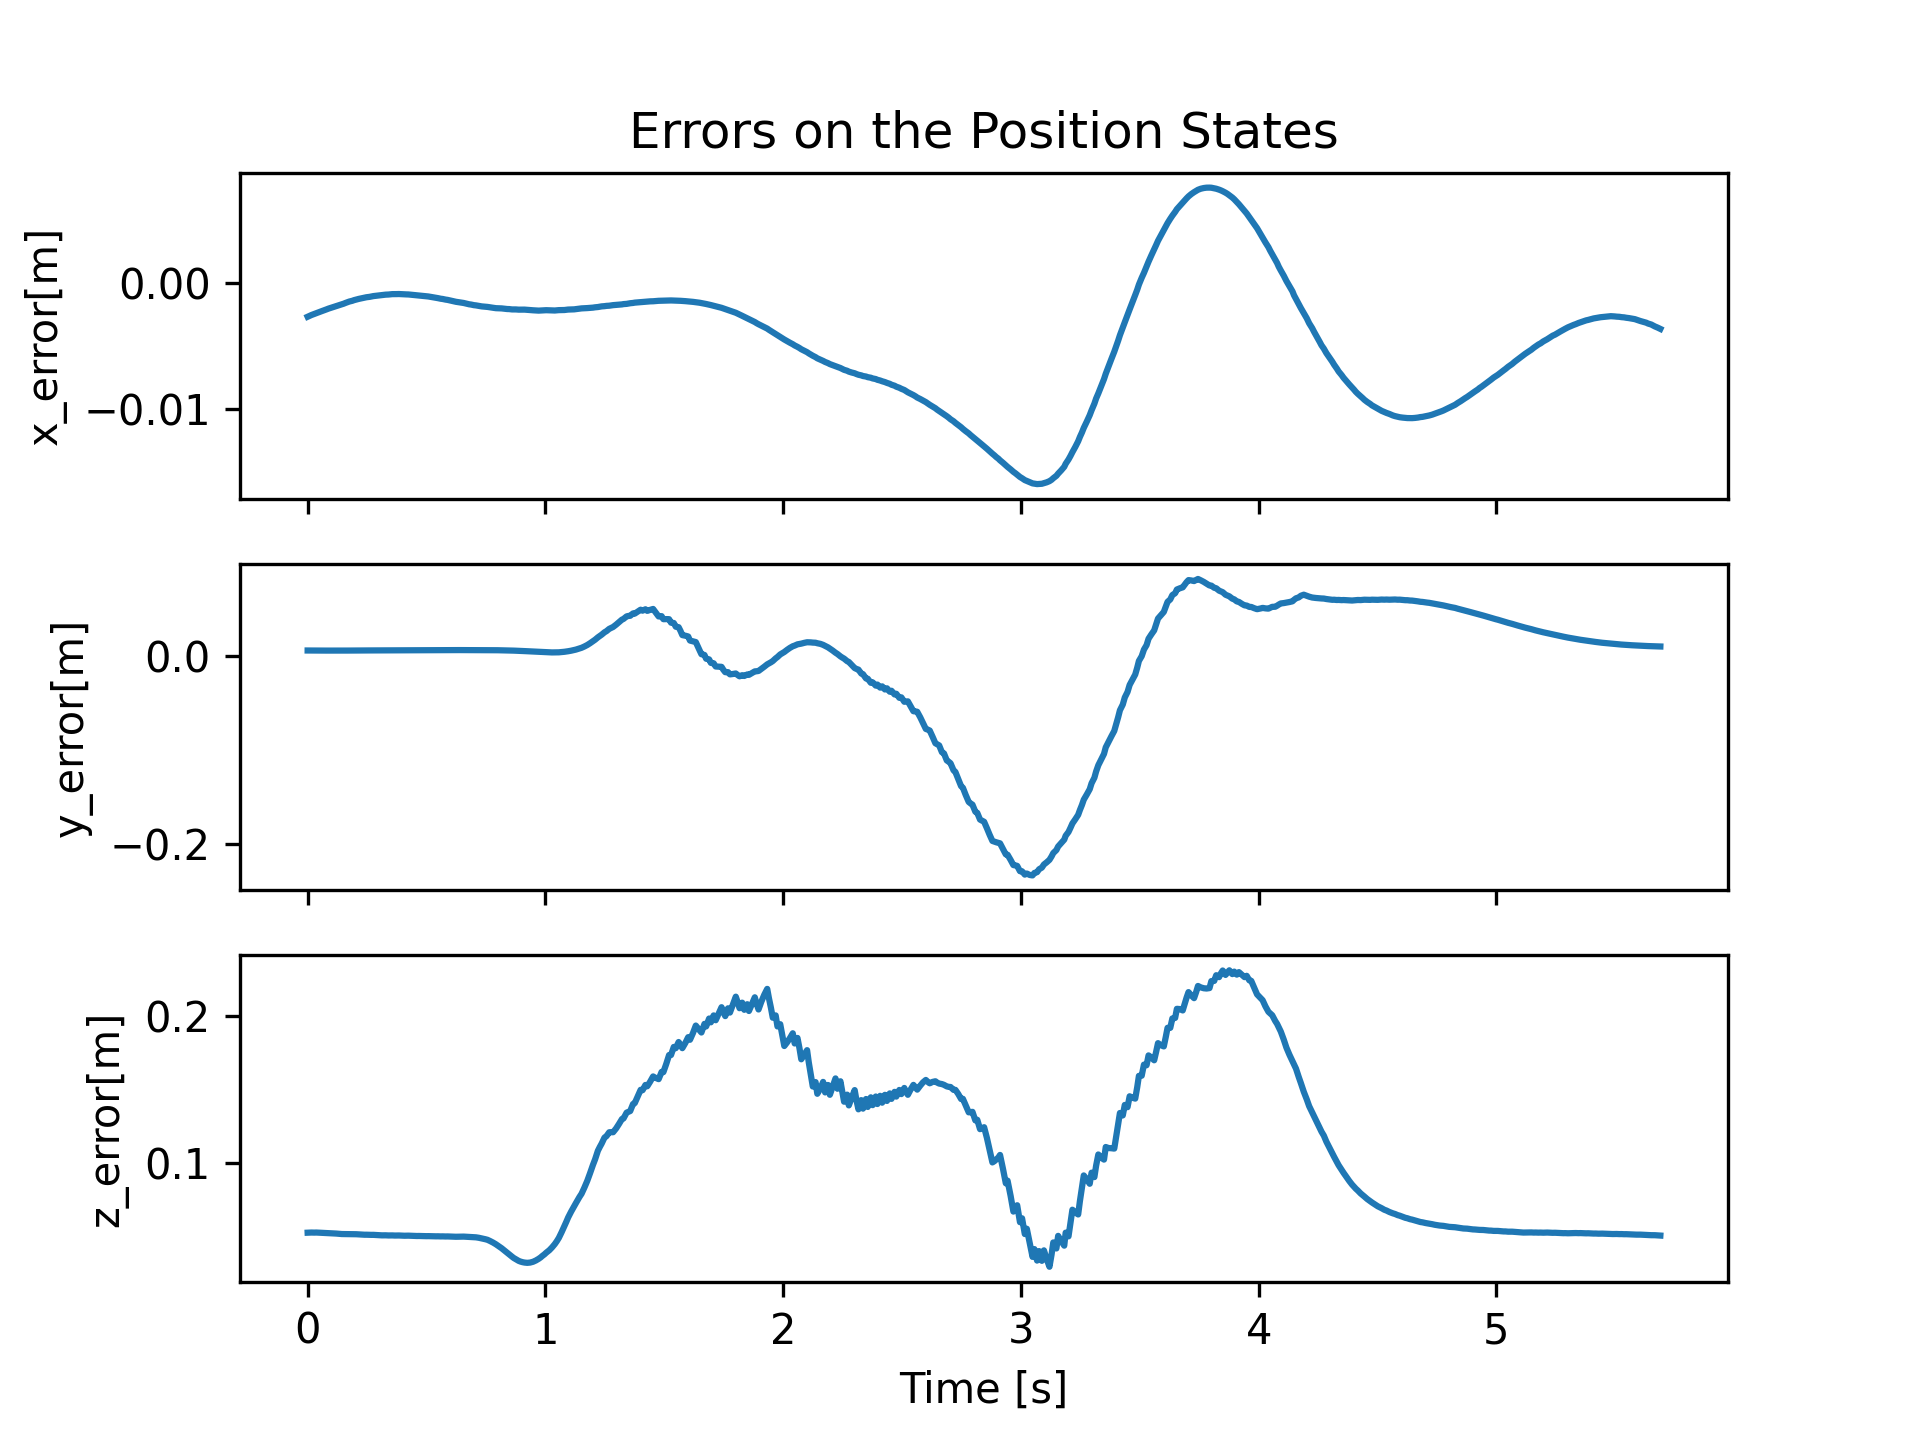 Errors on the Position States
x_error[m]
0.00
−0.01
y_error[m]
0.0
−0.2
z_error[m]
0.2
0.1
0 1 2 3 4 5
Time [s]